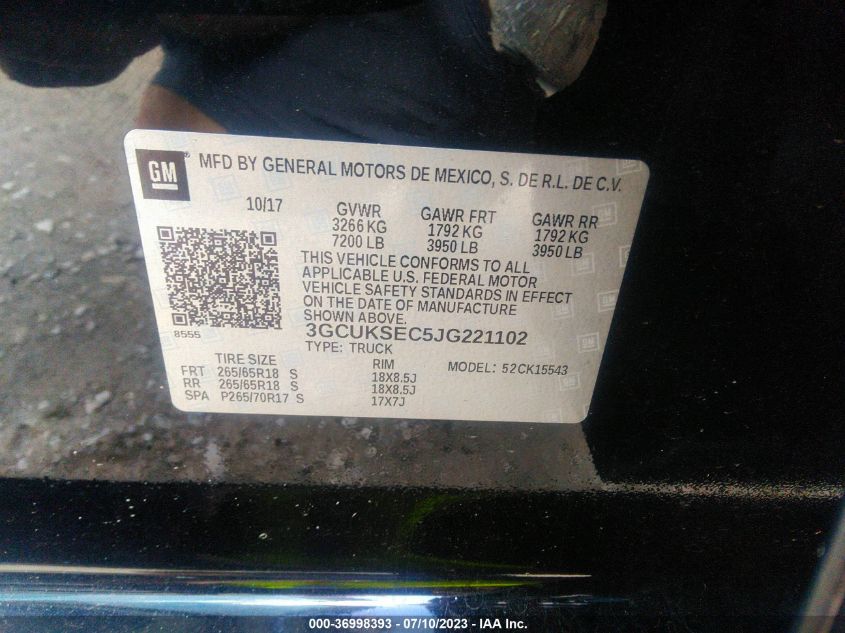 GM MFD BY GENERAL MOTORS DE MEXICO, S. DE R.L. DE C.V.
10/17 GVWR GAWR FRT GAWR RR
3266 KG 1792 KG 1792 KG
7200 LB 3950 LB 3950 LB
THIS VEHICLE CONFORMS TO ALL
APPLICABLE U.S. FEDERAL MOTOR
VEHICLE SAFETY STANDARDS IN EFFECT
ON THE DATE OF MANUFACTURE
SHOWN ABOVE.
8555 3GCUKSEC5JG221102
TYPE: TRUCK
TIRE SIZE RIM MODEL: 52CK15543
FRT 265/65R18 S 18X8.5J
RR 265/65R18 S 18X8.5J
SPA P265/70R17 S 17X7J
000-36998393 - 07/10/2023 - IAA Inc.